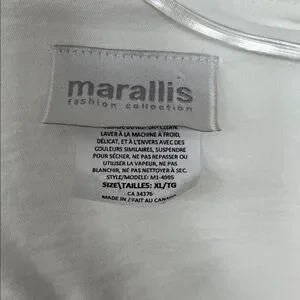 marallis
fashion collection
LAVER À LA MACHINE A FROID,
DÉLICAT, ET À L'ENVERS AVEC DES
COULEURS SIMILAIRES, SUSPENDRE
POUR SÉCHER, NE PAS REPASSER OU
UTILISER LA VAPEUR, NE PAS
BLANCHIR, NE PAS NETTOYER À SEC.
STYLE/MODÈLE: M1-4995
SIZE\TAILLES: XL/TG
CA 34376
MADE IN / FAIT AU CANADA